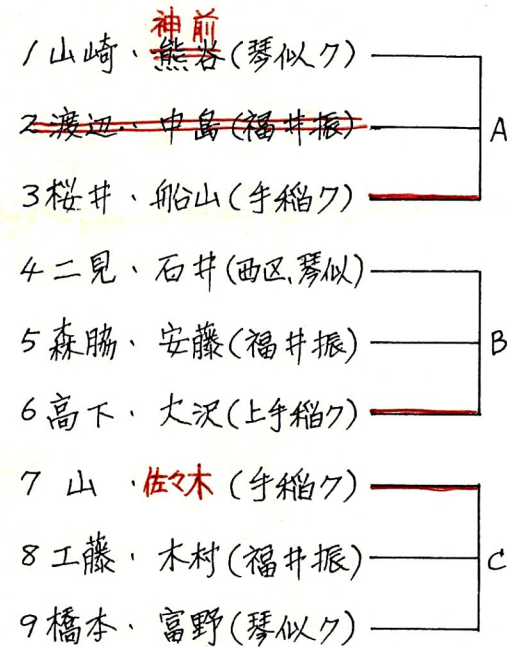 神前
1 山崎・熊谷(琴似ク)
2 渡辺・中島(福井振)
A
3 桜井・船山(手稲ク)
4 二見・石井(西区、琴似)
5 森脇・安藤(福井振)
B
6 高下・大沢(上手稲ク)
7 山・佐々木(手稲ク)
8 工藤・木村(福井振)
C
9 橋本・富野(琴似ク)